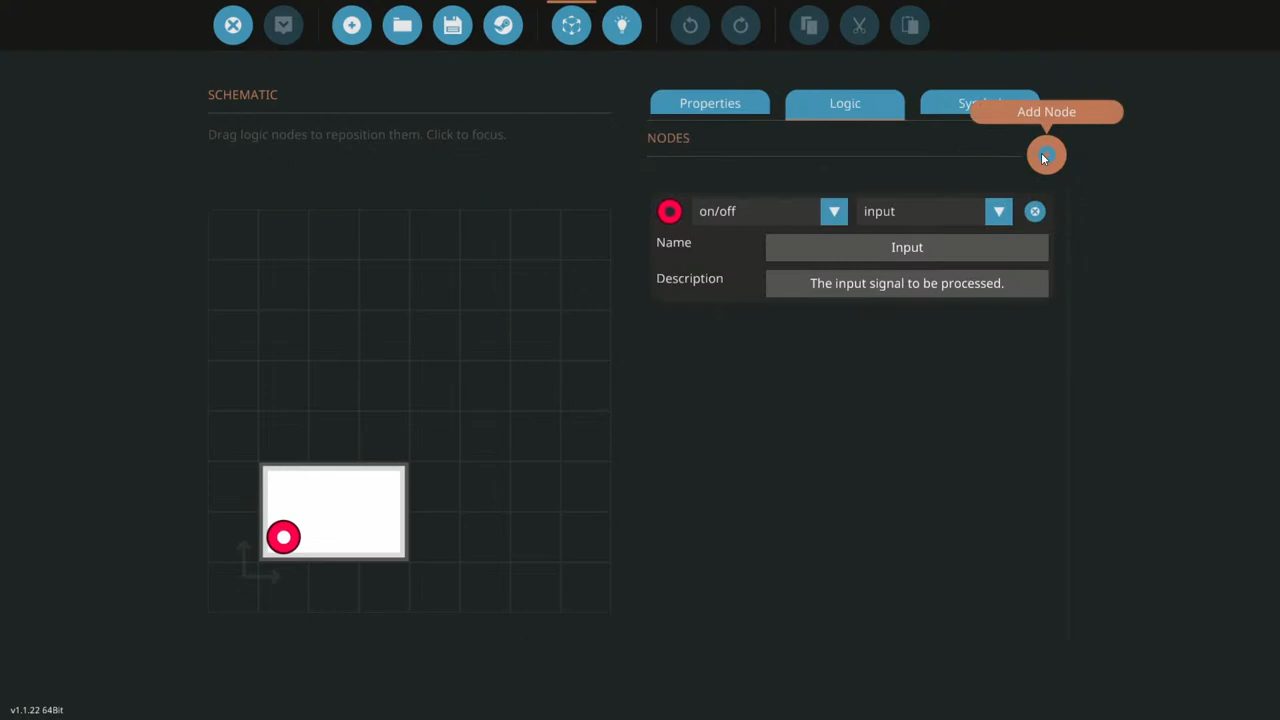 SCHEMATIC
Drag logic nodes to reposition them. Click to focus.
Properties
Logic
Add Node
NODES
on/off
input
Name
Input
Description
The input signal to be processed.
v1.1.22 64Bit